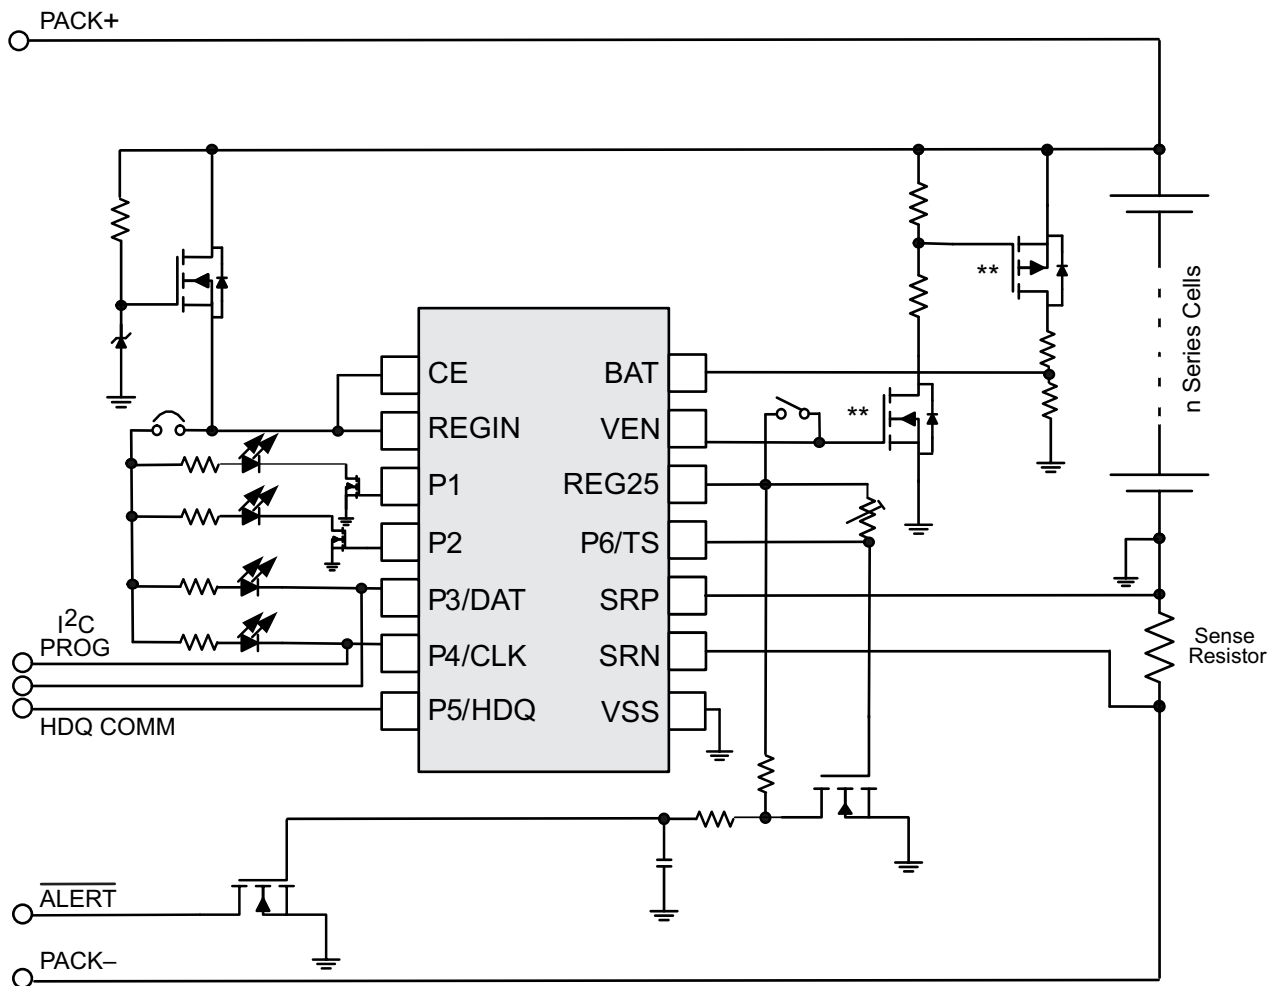 PACK+
**
n Series Cells
CE
BAT
**
REGIN
VEN
P1
REG25
P2
P6/TS
P3/DAT
SRP
I²C
PROG
P4/CLK
SRN
Sense
Resistor
P5/HDQ
VSS
HDQ COMM
ALERT
PACK–